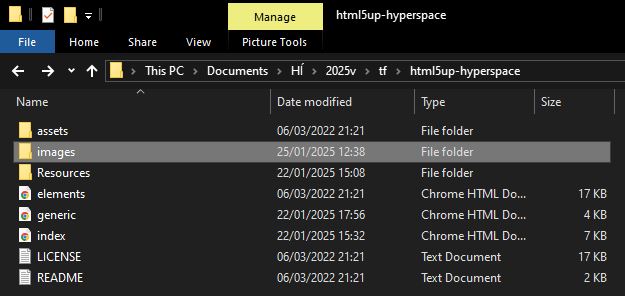 Manage html5up-hyperspace
File Home Share View Picture Tools
This PC Documents HÍ 2025v tf html5up-hyperspace
Name Date modified Type Size
assets 06/03/2022 21:21 File folder
images 25/01/2025 12:38 File folder
Resources 22/01/2025 15:08 File folder
elements 06/03/2022 21:21 Chrome HTML Do... 17 KB
generic 22/01/2025 17:56 Chrome HTML Do... 4 KB
index 22/01/2025 15:32 Chrome HTML Do... 7 KB
LICENSE 06/03/2022 21:21 Text Document 17 KB
README 06/03/2022 21:21 Text Document 2 KB